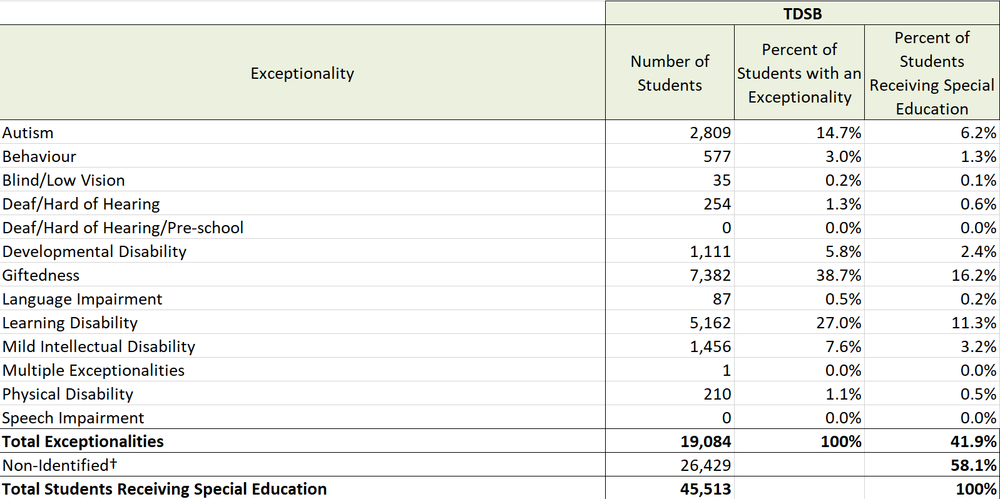 TDSB
Exceptionality
Number of
Students
Percent of
Students with an
Exceptionality
Percent of
Students
Receiving Special
Education
Autism 2,809 14.7% 6.2%
Behaviour 577 3.0% 1.3%
Blind/Low Vision 35 0.2% 0.1%
Deaf/Hard of Hearing 254 1.3% 0.6%
Deaf/Hard of Hearing/Pre-school 0 0.0% 0.0%
Developmental Disability 1,111 5.8% 2.4%
Giftedness 7,382 38.7% 16.2%
Language Impairment 87 0.5% 0.2%
Learning Disability 5,162 27.0% 11.3%
Mild Intellectual Disability 1,456 7.6% 3.2%
Multiple Exceptionalities 1 0.0% 0.0%
Physical Disability 210 1.1% 0.5%
Speech Impairment 0 0.0% 0.0%
Total Exceptionalities 19,084 100% 41.9%
Non-Identified† 26,429 58.1%
Total Students Receiving Special Education 45,513 100%